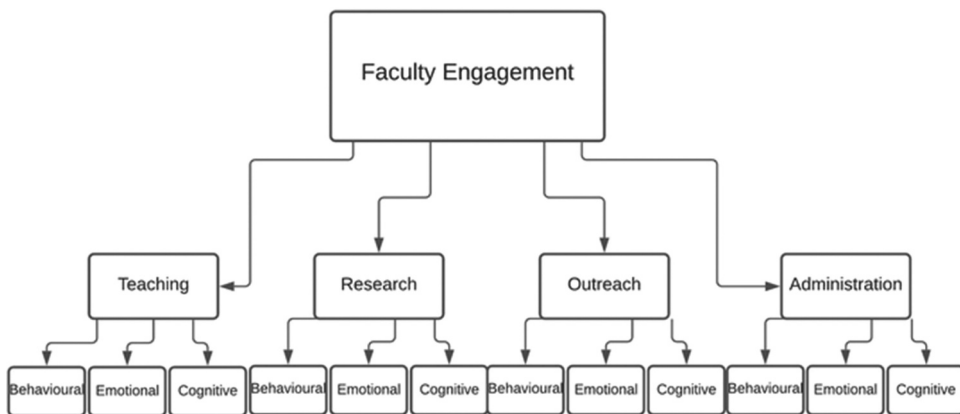 Faculty Engagement
Teaching
Research
Outreach
Administration
Behavioural
Emotional
Cognitive
Behavioural
Emotional
Cognitive
Behavioural
Emotional
Cognitive
Behavioural
Emotional
Cognitive